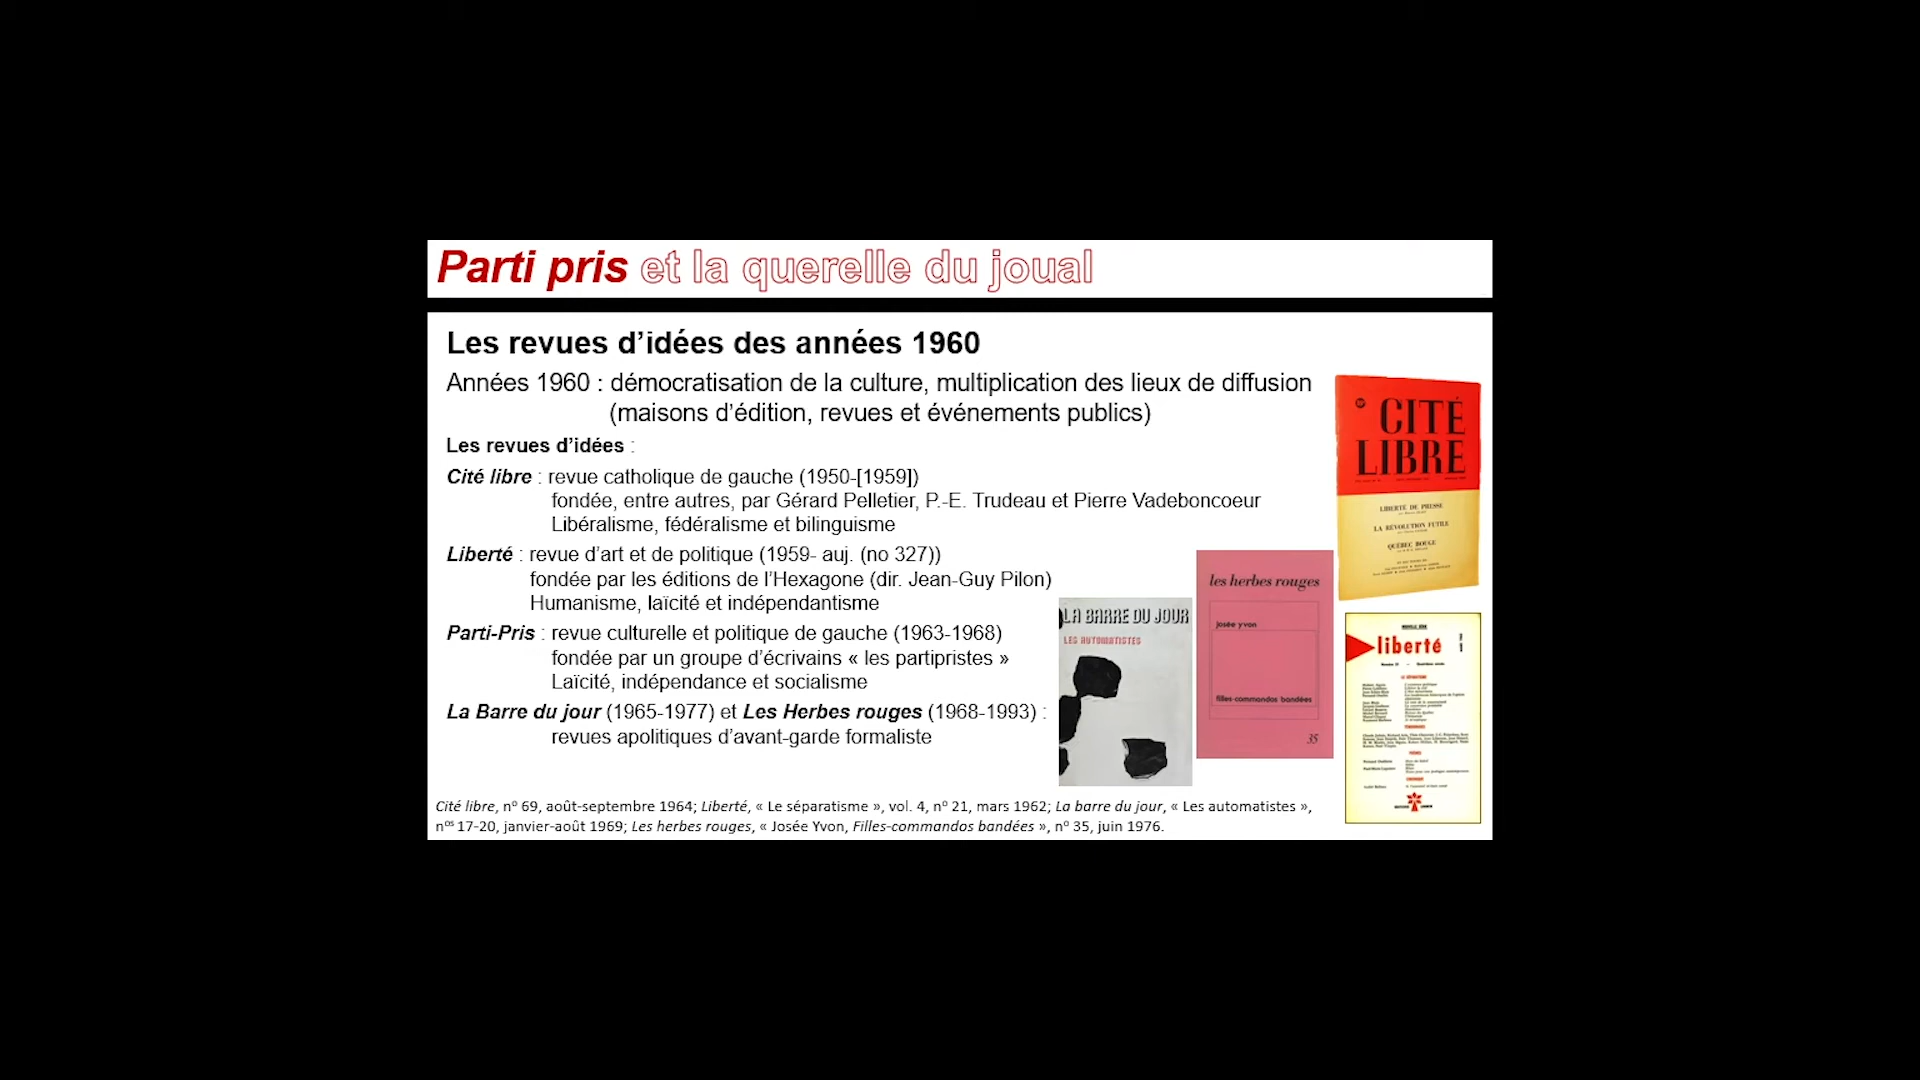 Parti pris et la querelle du joual
Les revues d’idées des années 1960
Années 1960 : démocratisation de la culture, multiplication des lieux de diffusion
(maisons d’édition, revues et événements publics)
Les revues d’idées :
Cité libre : revue catholique de gauche (1950-[1959])
fondée, entre autres, par Gérard Pelletier, P.-E. Trudeau et Pierre Vadeboncoeur
Libéralisme, fédéralisme et bilinguisme
Liberté : revue d’art et de politique (1959- auj. (no 327))
fondée par les éditions de l’Hexagone (dir. Jean-Guy Pilon)
Humanisme, laïcité et indépendantisme
Parti-Pris : revue culturelle et politique de gauche (1963-1968)
fondée par un groupe d’écrivains « les partipristes »
Laïcité, indépendance et socialisme
La Barre du jour (1965-1977) et Les Herbes rouges (1968-1993) :
revues apolitiques d’avant-garde formaliste
CITÉ
LIBRE
LIBERTÉ DE PRESSE
LA RÉVOLUTION FUTILE
QUÉBEC ROUGE
les herbes rouges
josée yvon
filles-commandos bandées
35
LA BARRE DU JOUR
LES AUTOMATISTES
NOUVELLE SÉRIE
liberté
LE SÉPARATISME
Cité libre, nº 69, août-septembre 1964; Liberté, « Le séparatisme », vol. 4, nº 21, mars 1962; La barre du jour, « Les automatistes »,
nᵒˢ 17-20, janvier-août 1969; Les herbes rouges, « Josée Yvon, Filles-commandos bandées », nº 35, juin 1976.